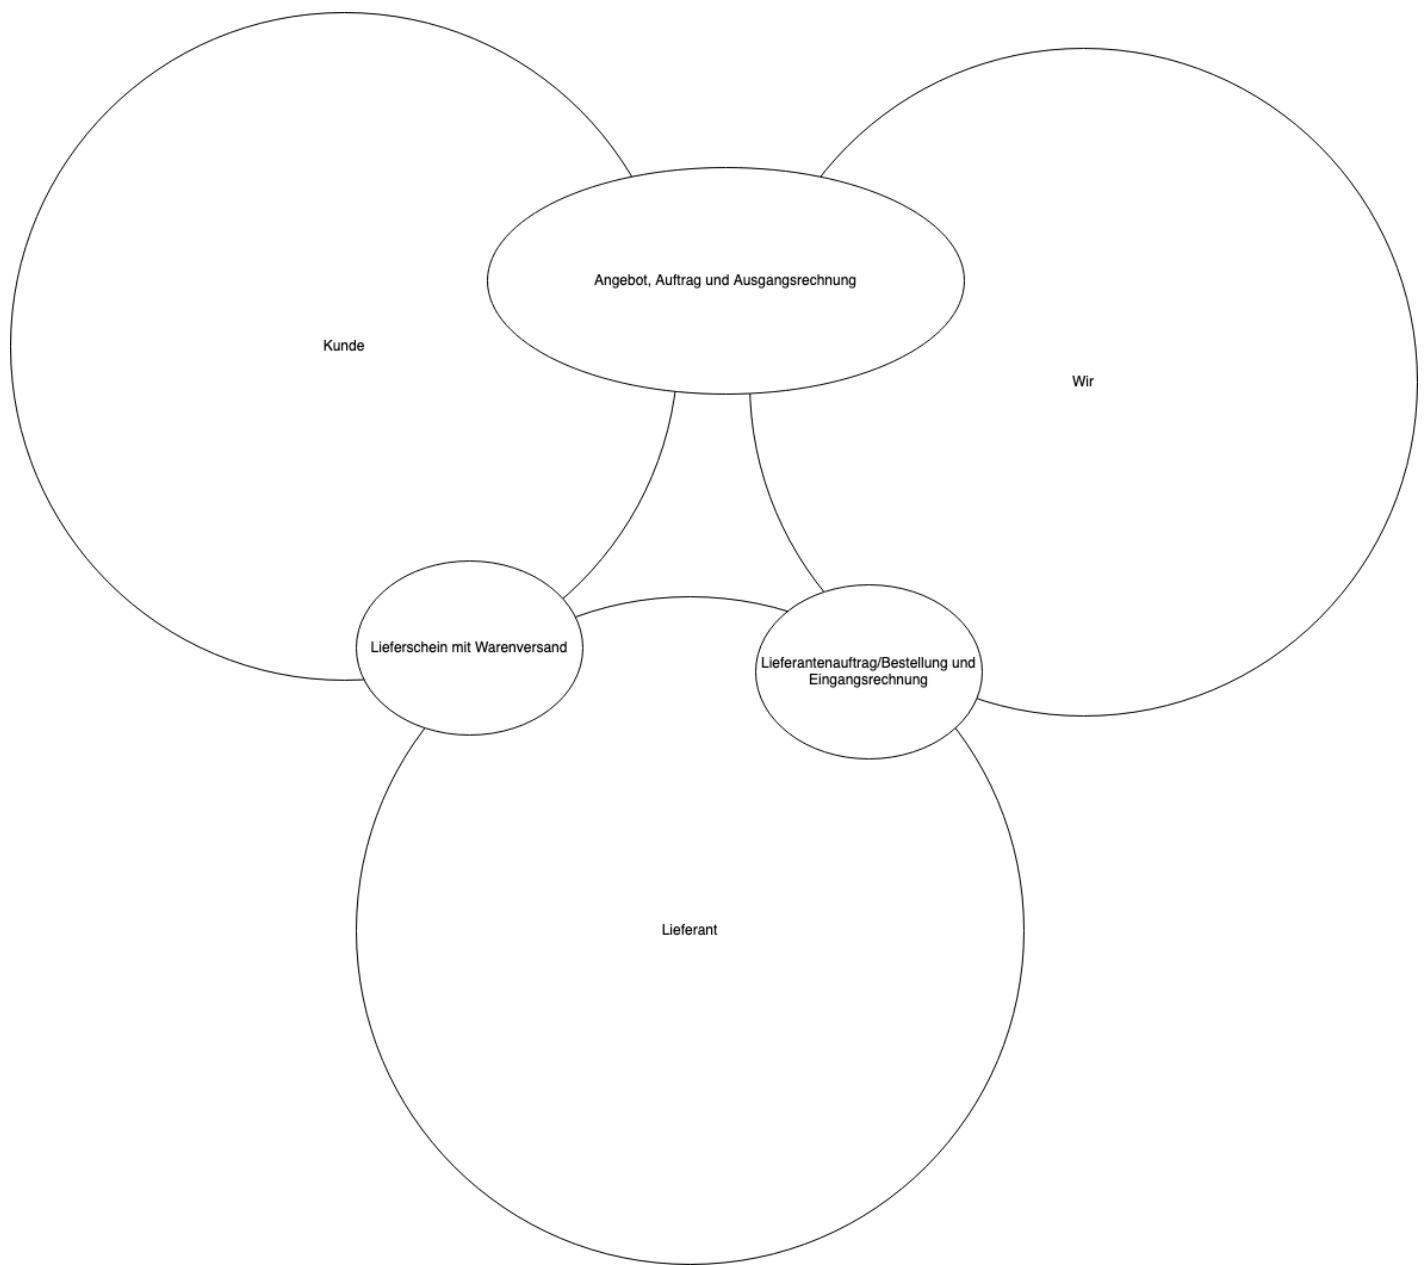 Angebot, Auftrag und Ausgangsrechnung
Kunde
Wir
Lieferschein mit Warenversand
Lieferantenauftrag/Bestellung und
Eingangsrechnung
Lieferant